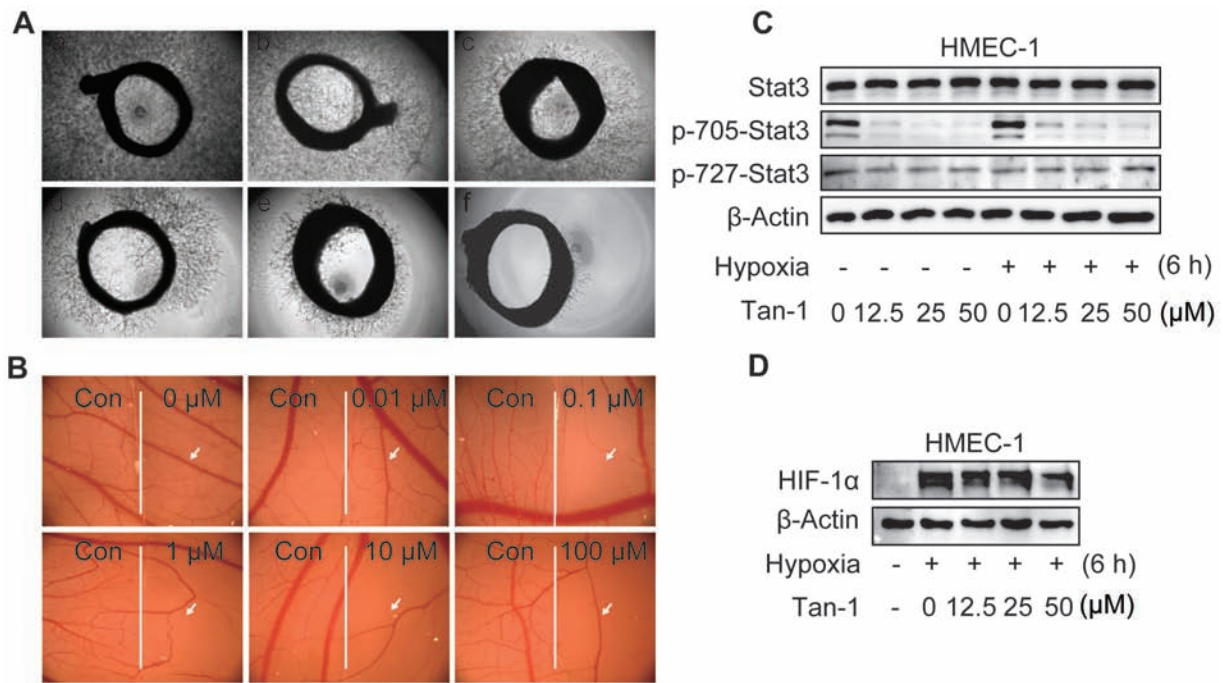 A
a
b
c
d
e
f
B
Con 0 µM
Con 0.01 µM
Con 0.1 µM
Con 1 µM
Con 10 µM
Con 100 µM
C
HMEC-1
Stat3
p-705-Stat3
p-727-Stat3
β-Actin
Hypoxia - - - - + + + + (6 h)
Tan-1 0 12.5 25 50 0 12.5 25 50 (µM)
D
HMEC-1
HIF-1α
β-Actin
Hypoxia - + + + + (6 h)
Tan-1 - 0 12.5 25 50 (µM)